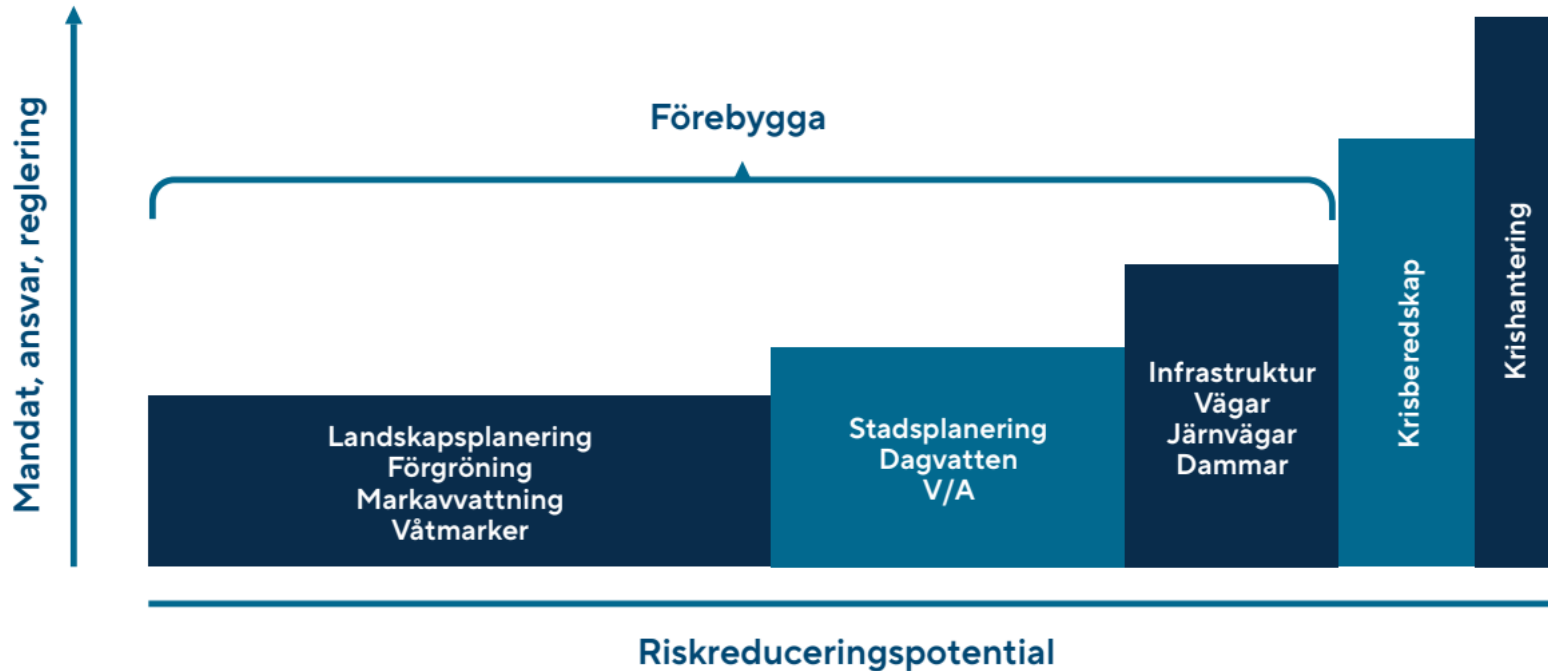 Mandat, ansvar, reglering
Förebygga
Landskapsplanering
Förgröning
Markavvattning
Våtmarker
Stadsplanering
Dagvatten
V/A
Infrastruktur
Vägar
Järnvägar
Dammar
Krisberedskap
Krishantering
Riskreduceringspotential